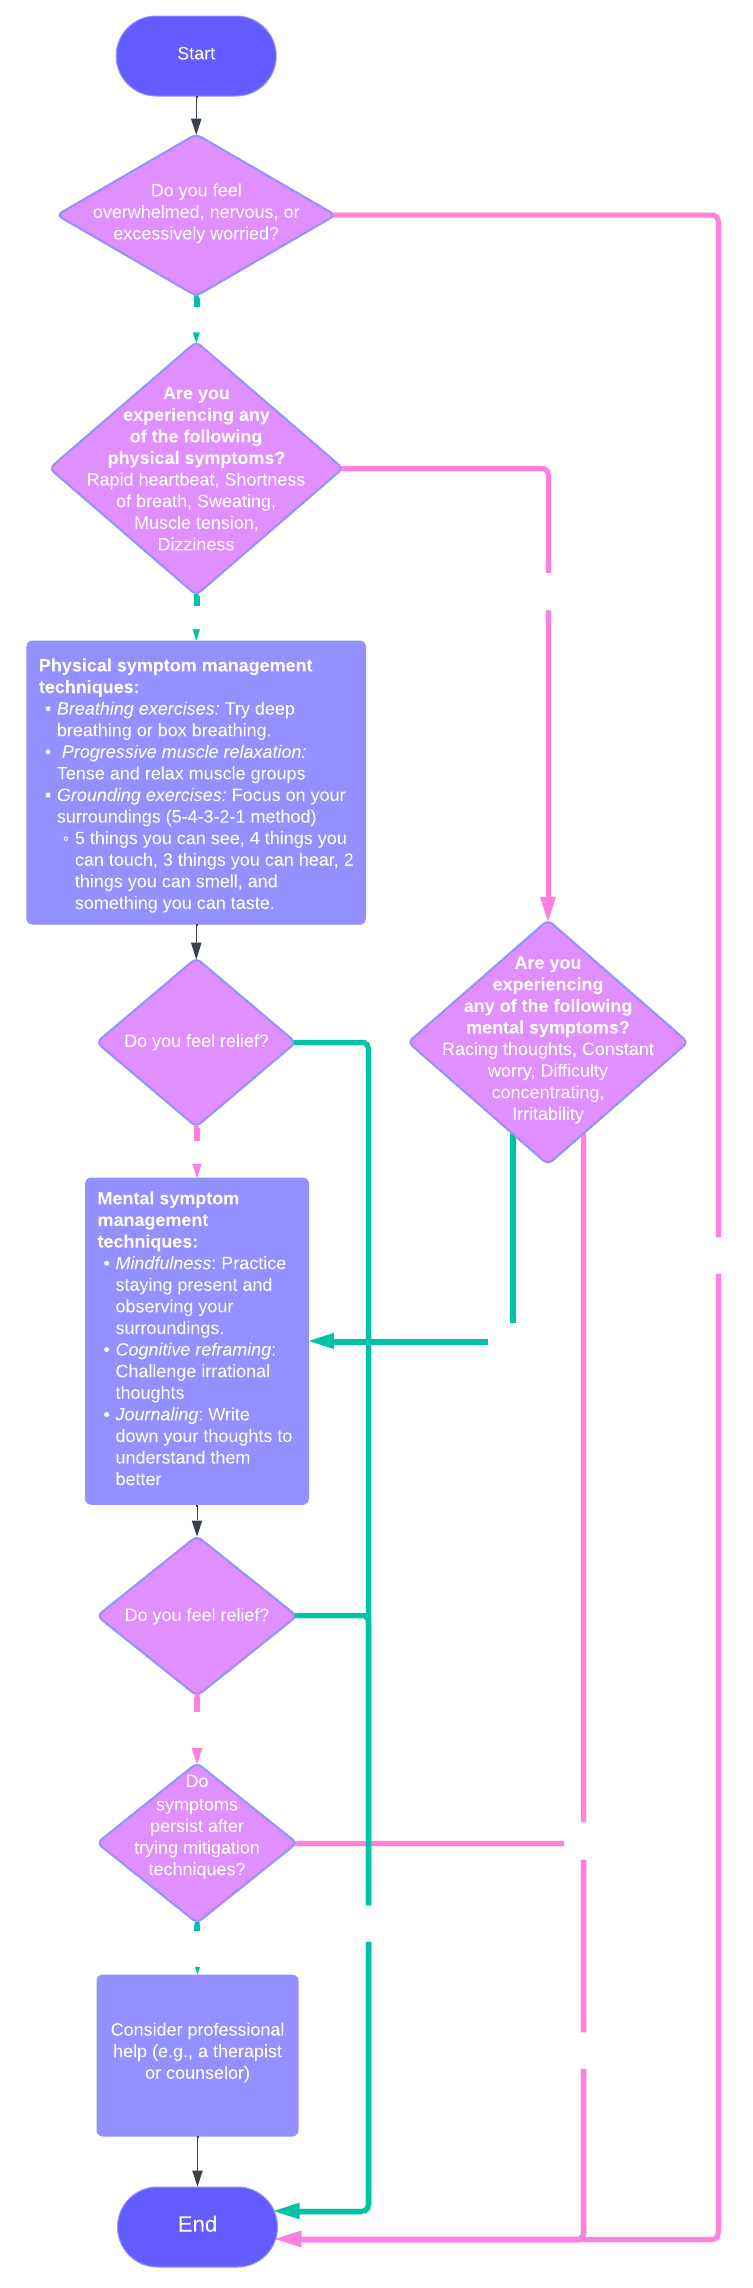 Start
Do you feel
overwhelmed, nervous, or
excessively worried?
Are you
experiencing any
of the following
physical symptoms?
Rapid heartbeat, Shortness
of breath, Sweating,
Muscle tension,
Dizziness
Physical symptom management
techniques:
• Breathing exercises: Try deep
breathing or box breathing.
• Progressive muscle relaxation:
Tense and relax muscle groups
• Grounding exercises: Focus on your
surroundings (5-4-3-2-1 method)
◦ 5 things you can see, 4 things you
can touch, 3 things you can hear, 2
things you can smell, and
something you can taste.
Do you feel relief?
Are you
experiencing
any of the following
mental symptoms?
Racing thoughts, Constant
worry, Difficulty
concentrating,
Irritability
Mental symptom
management
techniques:
• Mindfulness: Practice
staying present and
observing your
surroundings.
• Cognitive reframing:
Challenge irrational
thoughts
• Journaling: Write
down your thoughts to
understand them
better
Do you feel relief?
Do
symptoms
persist after
trying mitigation
techniques?
Consider professional
help (e.g., a therapist
or counselor)
End